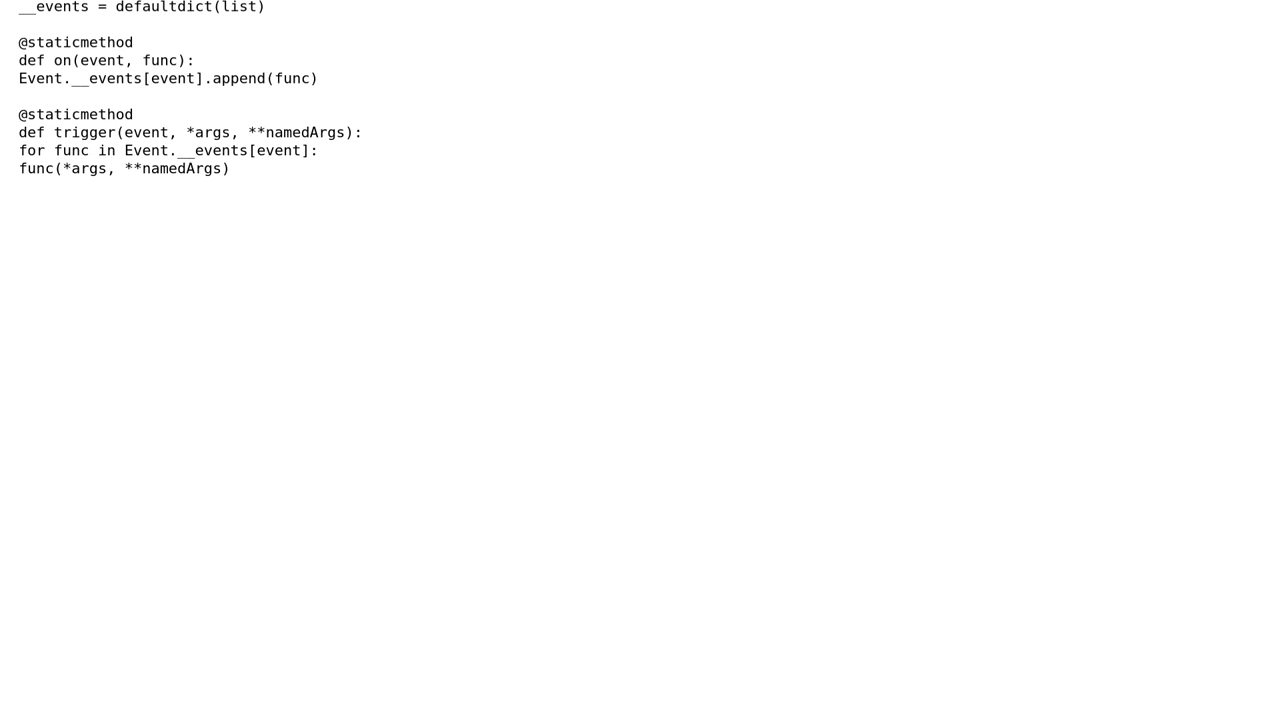 __events = defaultdict(list)

@staticmethod
def on(event, func):
Event.__events[event].append(func)

@staticmethod
def trigger(event, *args, **namedArgs):
for func in Event.__events[event]:
func(*args, **namedArgs)